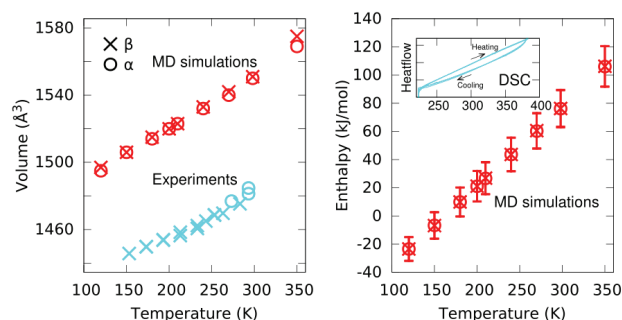 1580
1540
1500
1460
Volume (Å³)
× β
○ α
MD simulations
Experiments
100 150 200 250 300 350
Temperature (K)
140
120
100
80
60
40
20
0
-20
-40
Enthalpy (kJ/mol)
Heatflow
Heating
Cooling
DSC
250 300 350 400
MD simulations
100 150 200 250 300 350
Temperature (K)